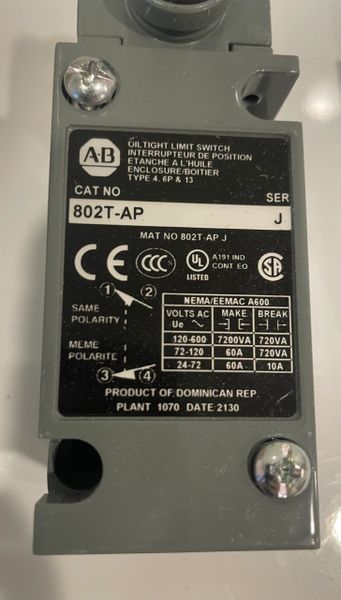 A-B
OILTIGHT LIMIT SWITCH
INTERRUPTEUR DE POSITION
ETANCHE A L'HUILE
ENCLOSURE/BOITIER
TYPE 4, 6P & 13
CAT NO SER
802T-AP J
MAT NO 802T-AP J
CE CCC UL LISTED A191 IND CONT EQ SA
1 2
SAME POLARITY
MEME POLARITE
3 4
NEMA/EEMAC A600
VOLTS AC Ue MAKE BREAK
120-600 7200VA 720VA
72-120 60A 720VA
24-72 60A 10A
PRODUCT OF DOMINICAN REP.
PLANT 1070 DATE 2130